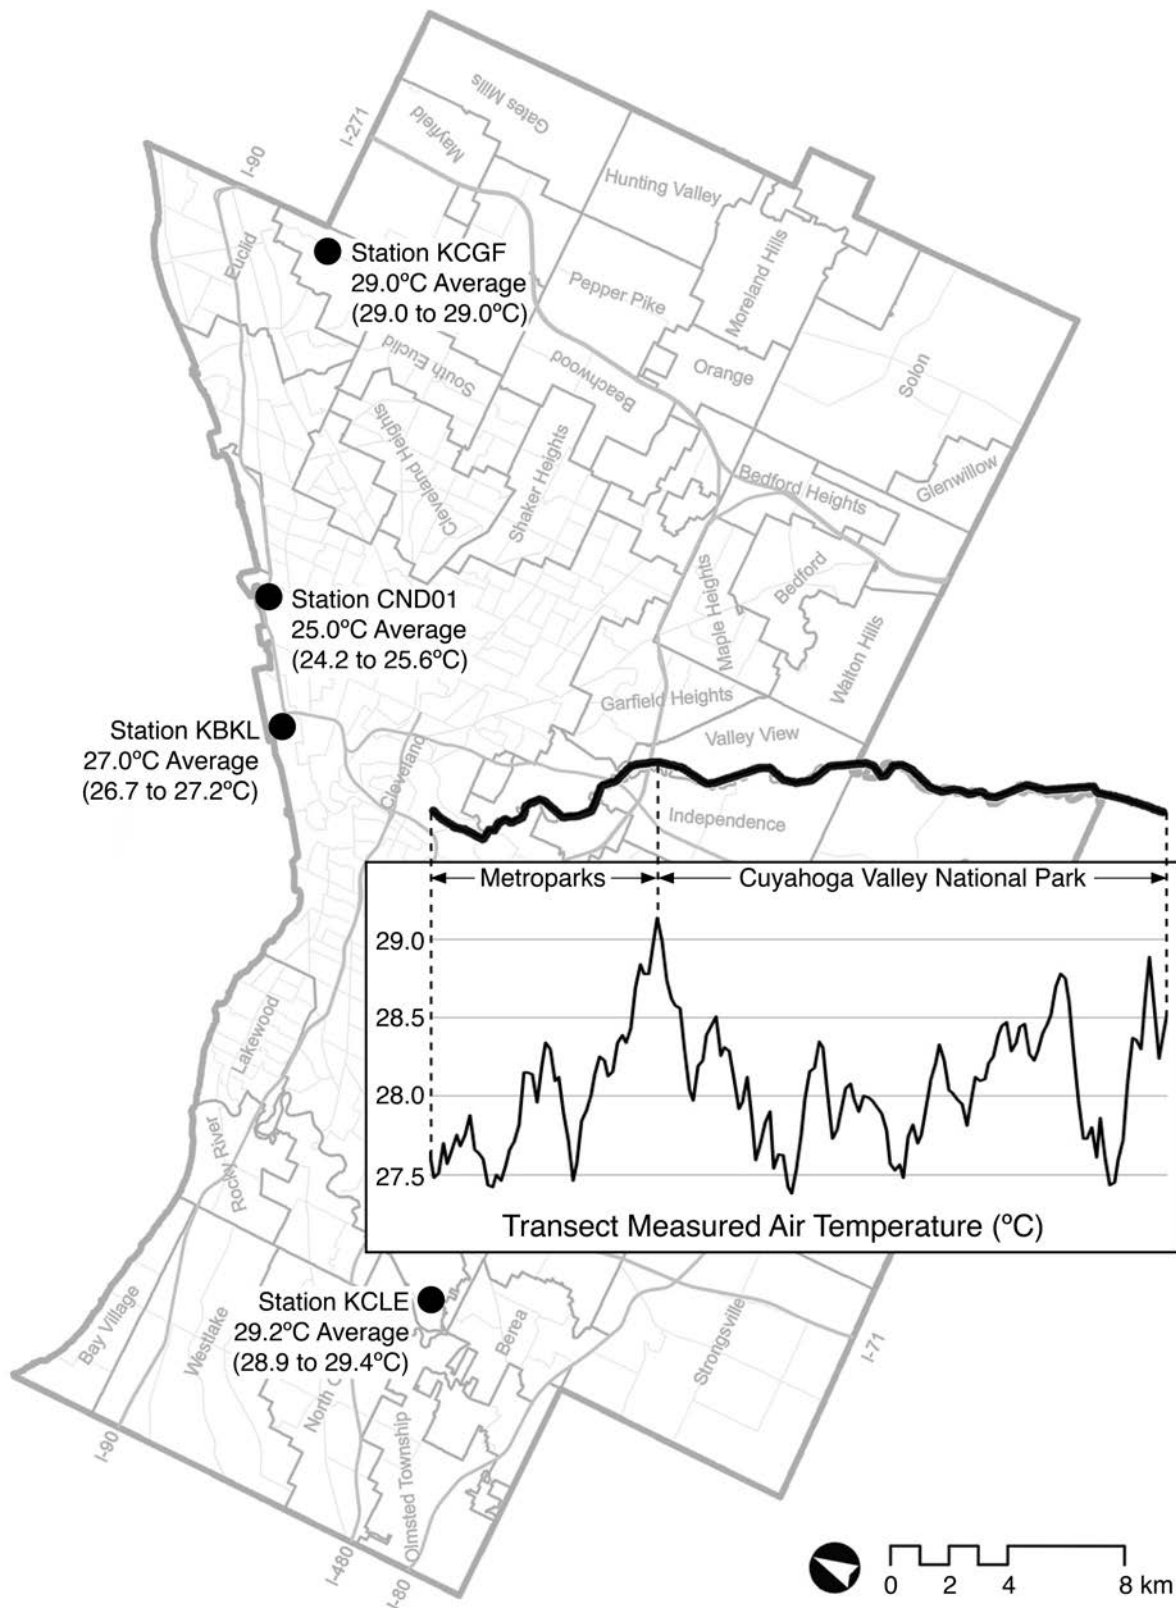 Gates Mills
Mayfield
I-271
I-90
Hunting Valley
Euclid
Station KCGF
29.0ºC Average
(29.0 to 29.0ºC)
Moreland Hills
Pepper Pike
South Euclid
Beachwood
Orange
Solon
Cleveland Heights
Shaker Heights
Bedford Heights
Glenwillow
Station CND01
25.0ºC Average
(24.2 to 25.6ºC)
Maple Heights
Bedford
Walton Hills
Garfield Heights
Valley View
Station KBKL
27.0ºC Average
(26.7 to 27.2ºC)
Cleveland
Independence
Metroparks
Cuyahoga Valley National Park
29.0
28.5
28.0
27.5
Transect Measured Air Temperature (ºC)
Lakewood
Rocky River
Station KCLE
29.2ºC Average
(28.9 to 29.4ºC)
Bay Village
Westlake
Berea
Strongsville
I-71
North
Olmsted Township
I-90
I-480
I-80
0 2 4 8 km